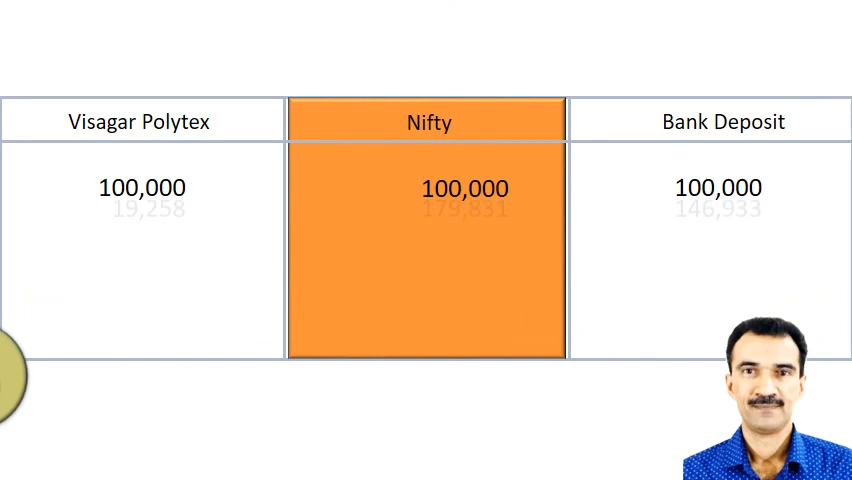 Visagar Polytex Nifty Bank Deposit
100,000 100,000 100,000
19,258 179,831 146,933